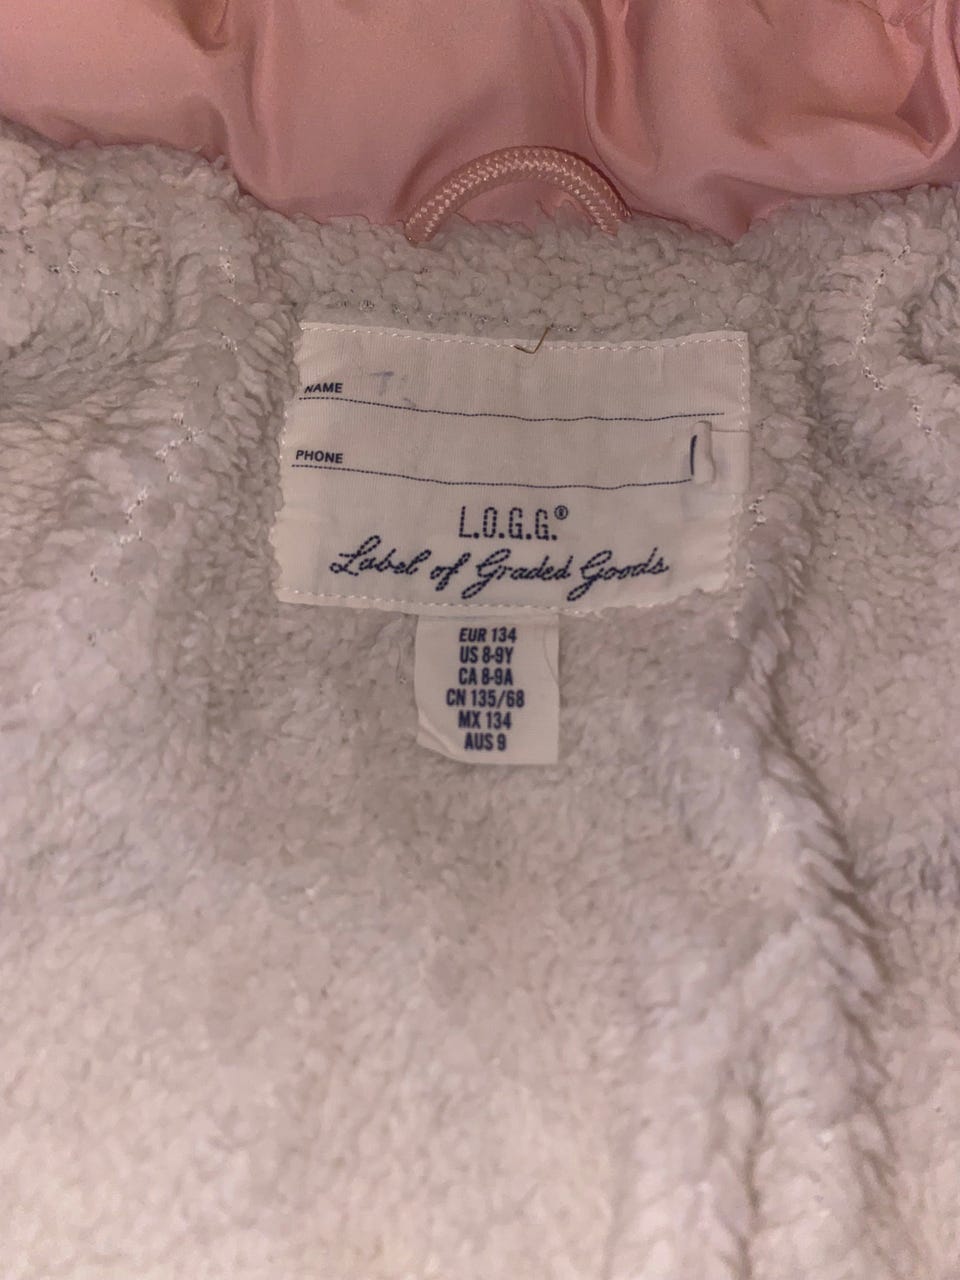 NAME
PHONE
L.O.G.G.®
Label of Graded Goods
EUR 134
US 8-9Y
CA 8-9A
CN 135/68
MX 134
AUS 9